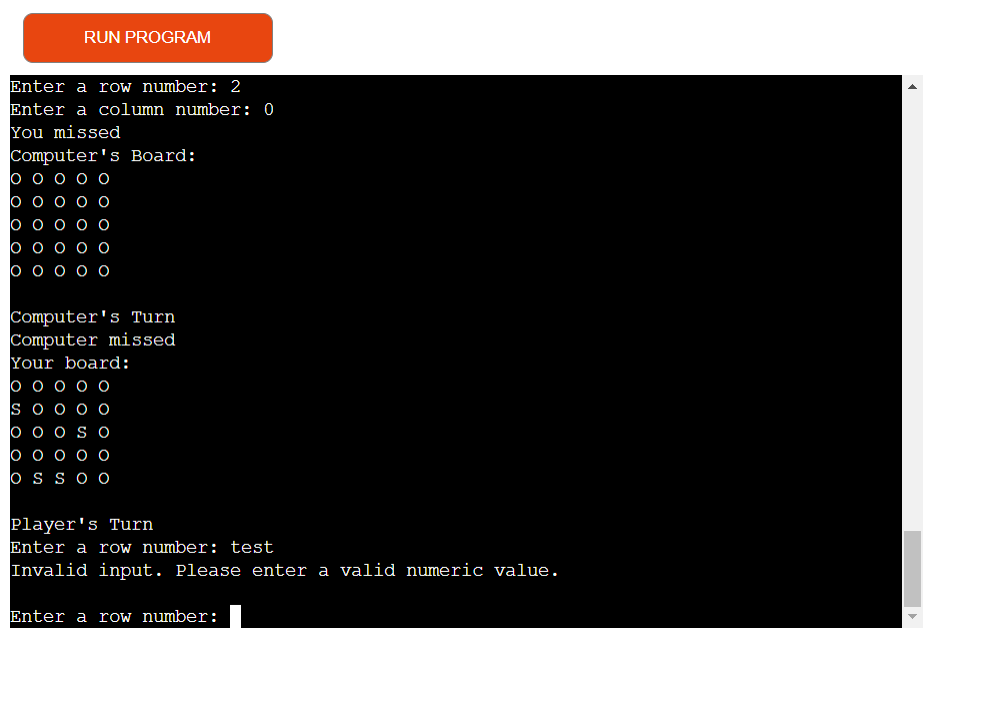 RUN PROGRAM
Enter a row number: 2
Enter a column number: 0
You missed
Computer's Board:
O O O O O
O O O O O
O O O O O
O O O O O
O O O O O
Computer's Turn
Computer missed
Your board:
O O O O O
S O O O O
O O O S O
O O O O O
O S S O O
Player's Turn
Enter a row number: test
Invalid input. Please enter a valid numeric value.
Enter a row number: